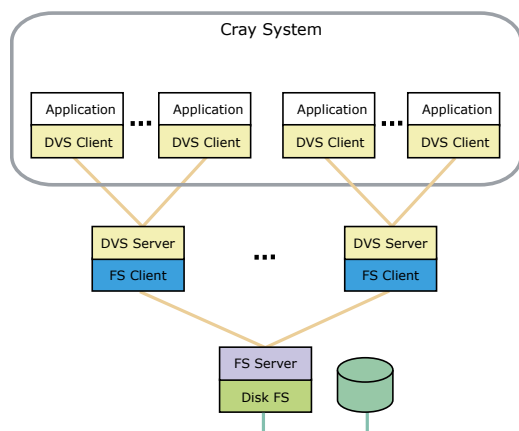 Cray System
Application ... Application Application ... Application
DVS Client DVS Client DVS Client DVS Client
DVS Server ... DVS Server
FS Client FS Client
FS Server
Disk FS